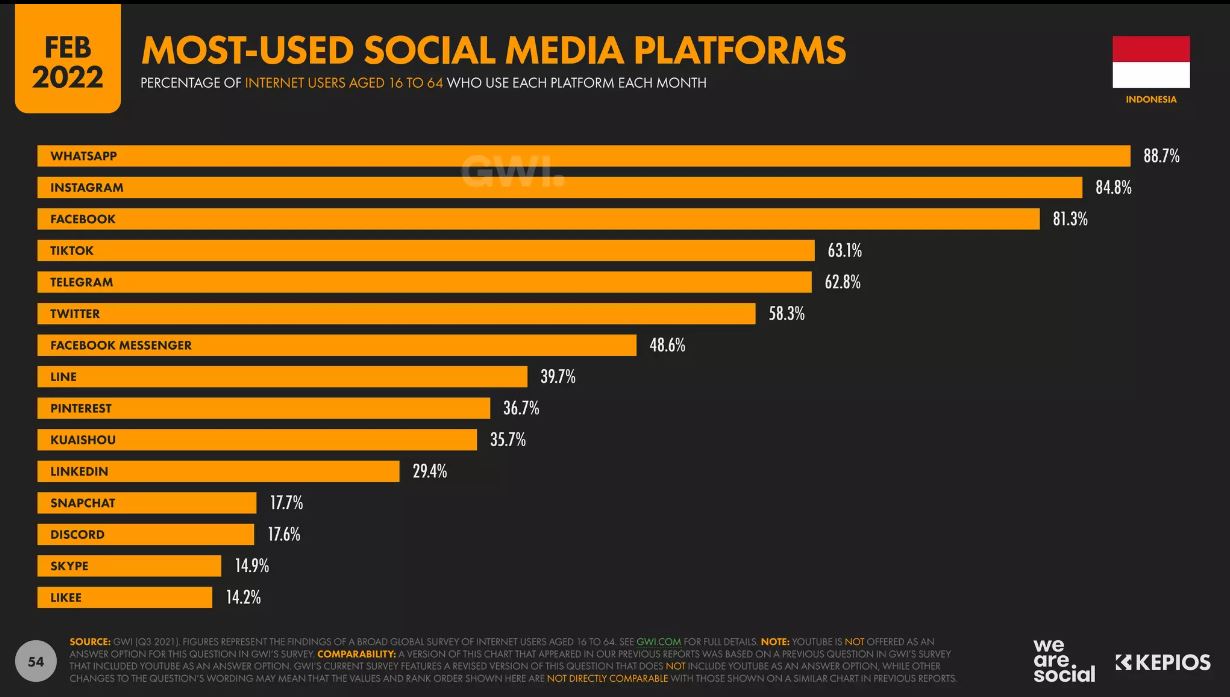 FEB
2022
MOST-USED SOCIAL MEDIA PLATFORMS
PERCENTAGE OF INTERNET USERS AGED 16 TO 64 WHO USE EACH PLATFORM EACH MONTH
INDONESIA
GWI.
WHATSAPP 88.7%
INSTAGRAM 84.8%
FACEBOOK 81.3%
TIKTOK 63.1%
TELEGRAM 62.8%
TWITTER 58.3%
FACEBOOK MESSENGER 48.6%
LINE 39.7%
PINTEREST 36.7%
KUAISHOU 35.7%
LINKEDIN 29.4%
SNAPCHAT 17.7%
DISCORD 17.6%
SKYPE 14.9%
LIKEE 14.2%
54
SOURCE: GWI (Q3 2021). FIGURES REPRESENT THE FINDINGS OF A BROAD GLOBAL SURVEY OF INTERNET USERS AGED 16 TO 64. SEE GWI.COM FOR FULL DETAILS. NOTE: YOUTUBE IS NOT OFFERED AS AN
ANSWER OPTION FOR THIS QUESTION IN GWI'S SURVEY. COMPARABILITY: A VERSION OF THIS CHART THAT APPEARED IN OUR PREVIOUS REPORTS WAS BASED ON A PREVIOUS QUESTION IN GWI'S SURVEY
THAT INCLUDED YOUTUBE AS AN ANSWER OPTION. GWI'S CURRENT SURVEY FEATURES A REVISED VERSION OF THIS QUESTION THAT DOES NOT INCLUDE YOUTUBE AS AN ANSWER OPTION, WHILE OTHER
CHANGES TO THE QUESTION'S WORDING MAY MEAN THAT THE VALUES AND RANK ORDER SHOWN HERE ARE NOT DIRECTLY COMPARABLE WITH THOSE SHOWN ON A SIMILAR CHART IN PREVIOUS REPORTS.
we
are
social
KEPIOS